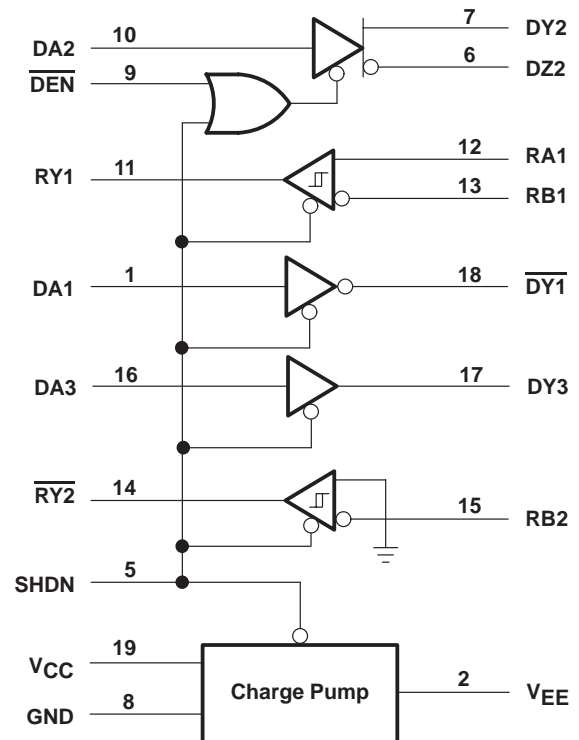 7 DY2
DA2 10
6 DZ2
DEN 9
12 RA1
RY1 11
13 RB1
DA1 1 18 DY1
DA3 16 17 DY3
RY2 14
15 RB2
SHDN 5
VCC 19
Charge Pump 2 VEE
GND 8